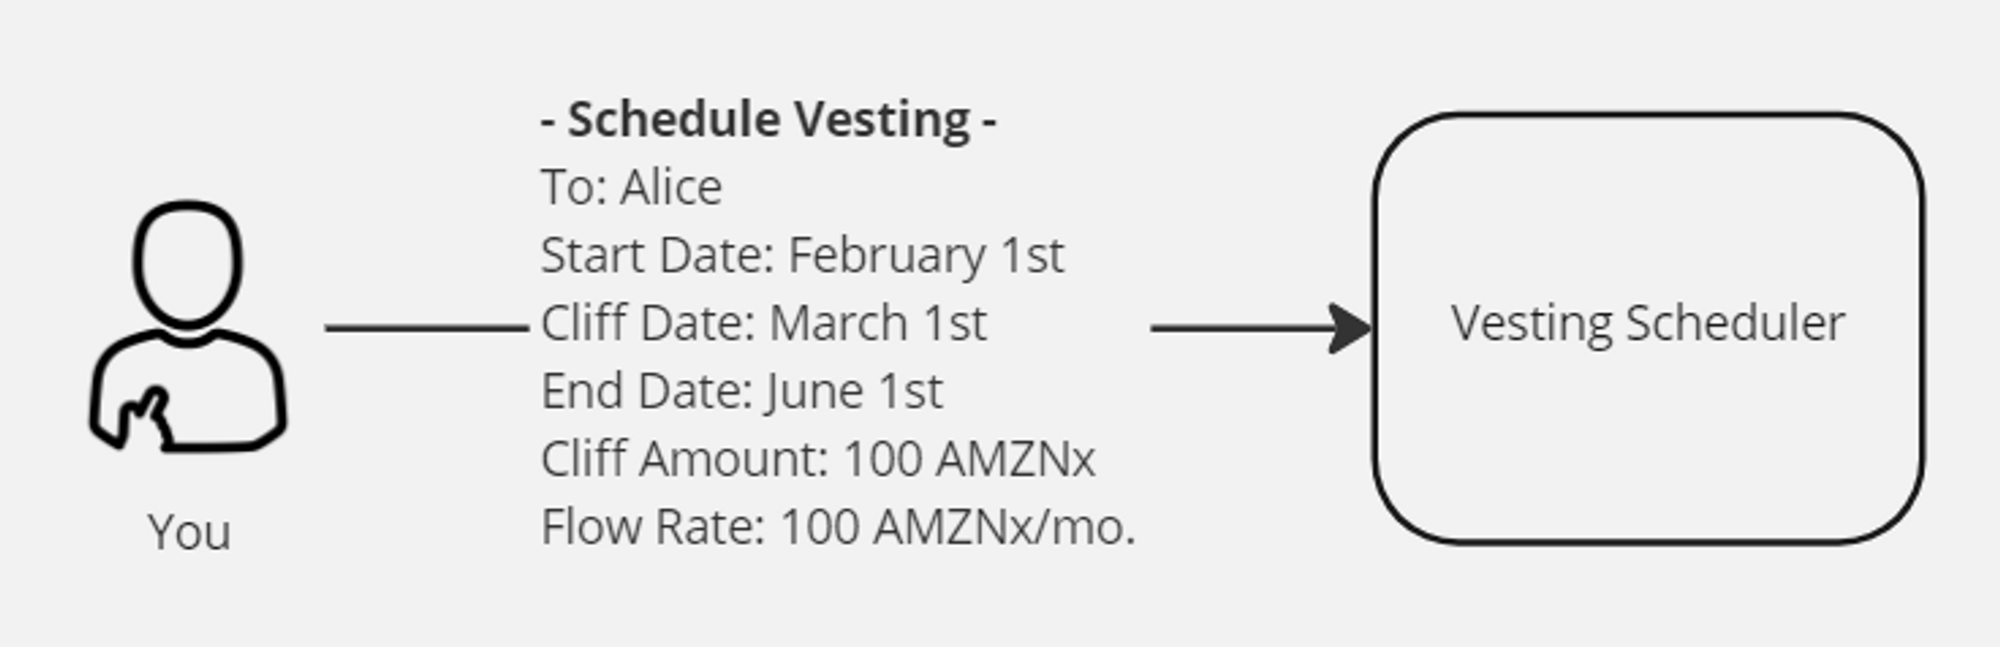 - Schedule Vesting -
To: Alice
Start Date: February 1st
Cliff Date: March 1st
End Date: June 1st
Cliff Amount: 100 AMZNx
Flow Rate: 100 AMZNx/mo.
You
Vesting Scheduler